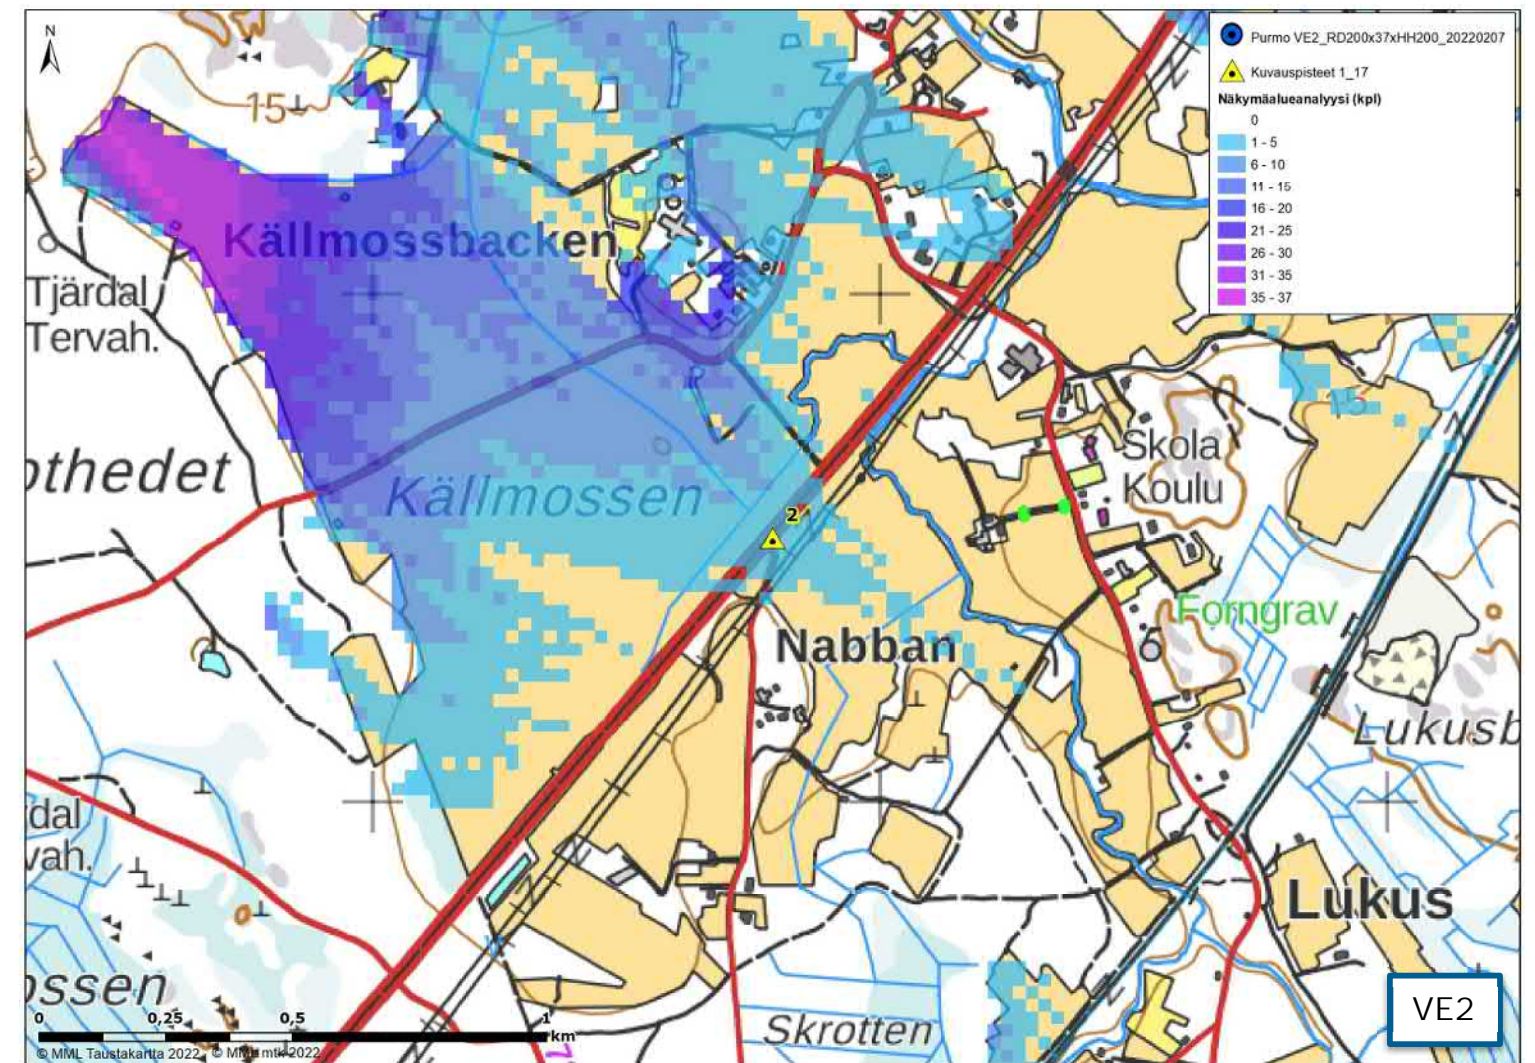 N
Purmo VE2_RD200x37xHH200_20220207
Kuvauspisteet 1_17
Näkymäalueanalyysi (kpl)
0
1 - 5
6 - 10
11 - 15
16 - 20
21 - 25
26 - 30
31 - 35
35 - 37
15
Källmossbacken
Tjärdal
Tervah.
15
othedet
Källmossen
Skola
Koulu
2
Forngrav
Nabban
Lukusb
dal
vah.
Lukus
ossen
Skrotten
VE2
0 0,25 0,5 1
km
© MML Taustakartta 2022, © MML mtk 2022